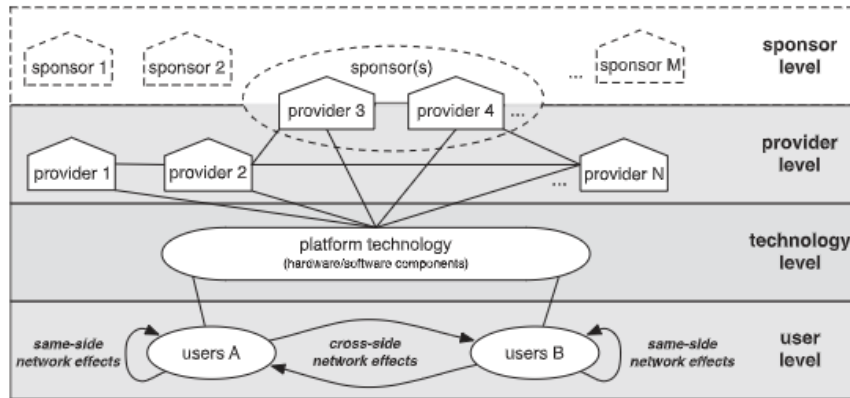 sponsor 1
sponsor 2
sponsor(s)
...
sponsor M
sponsor
level
provider 3
provider 4
...
provider 1
provider 2
...
provider N
provider
level
platform technology
(hardware/software components)
technology
level
same-side
network effects
users A
cross-side
network effects
users B
same-side
network effects
user
level